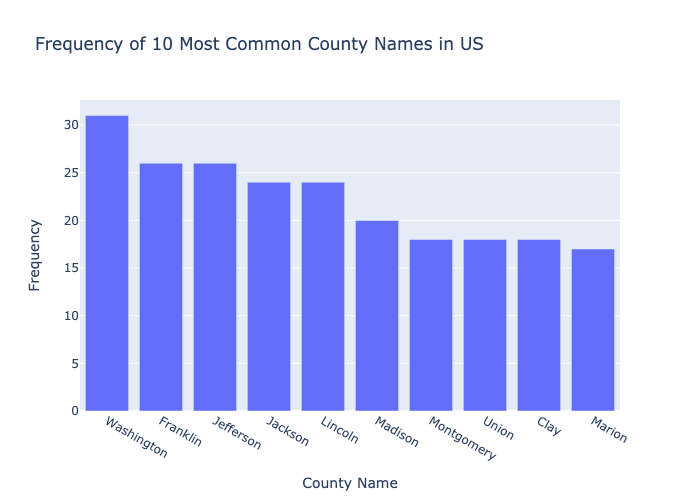 Frequency of 10 Most Common County Names in US
Frequency
30
25
20
15
10
5
0
Washington
Franklin
Jefferson
Jackson
Lincoln
Madison
Montgomery
Union
Clay
Marion
County Name